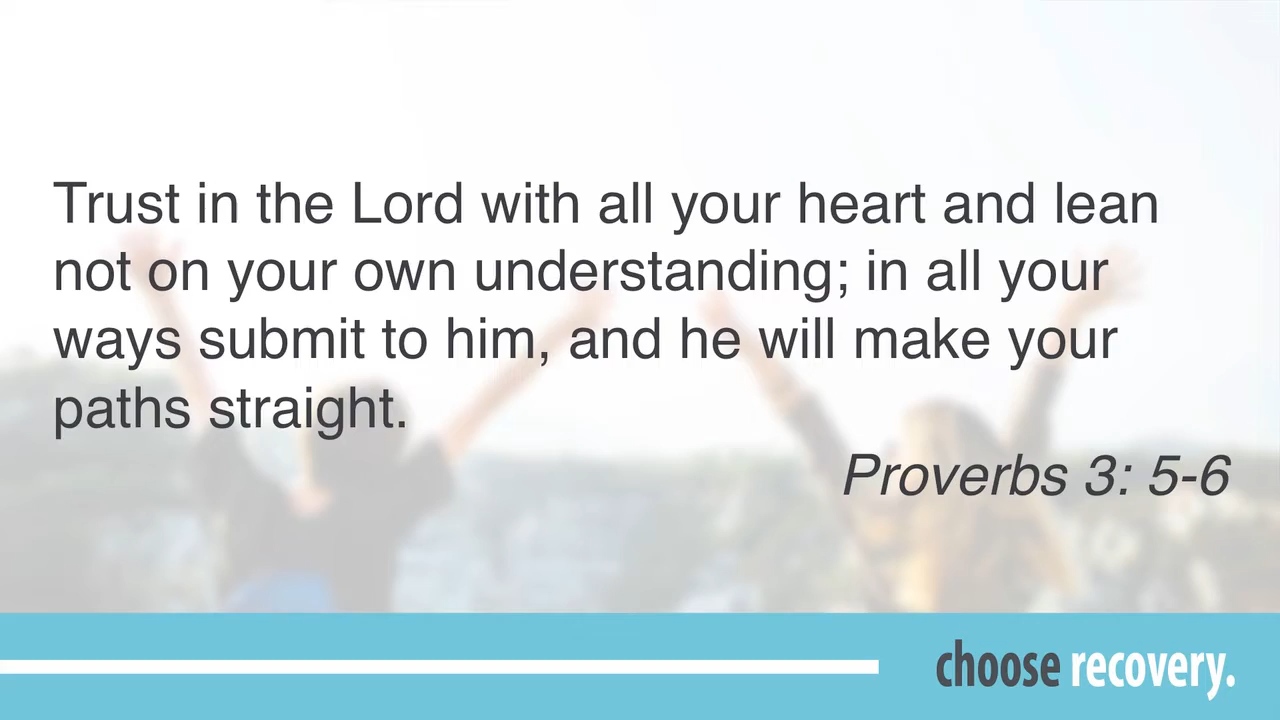 Trust in the Lord with all your heart and lean
not on your own understanding; in all your
ways submit to him, and he will make your
paths straight.
Proverbs 3: 5-6
choose recovery.